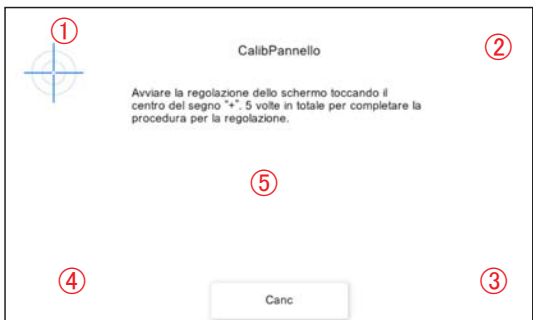 ①
②
CalibPannello
Avviare la regolazione dello schermo toccando il
centro del segno "+". 5 volte in totale per completare la
procedura per la regolazione.
⑤
④
③
Canc